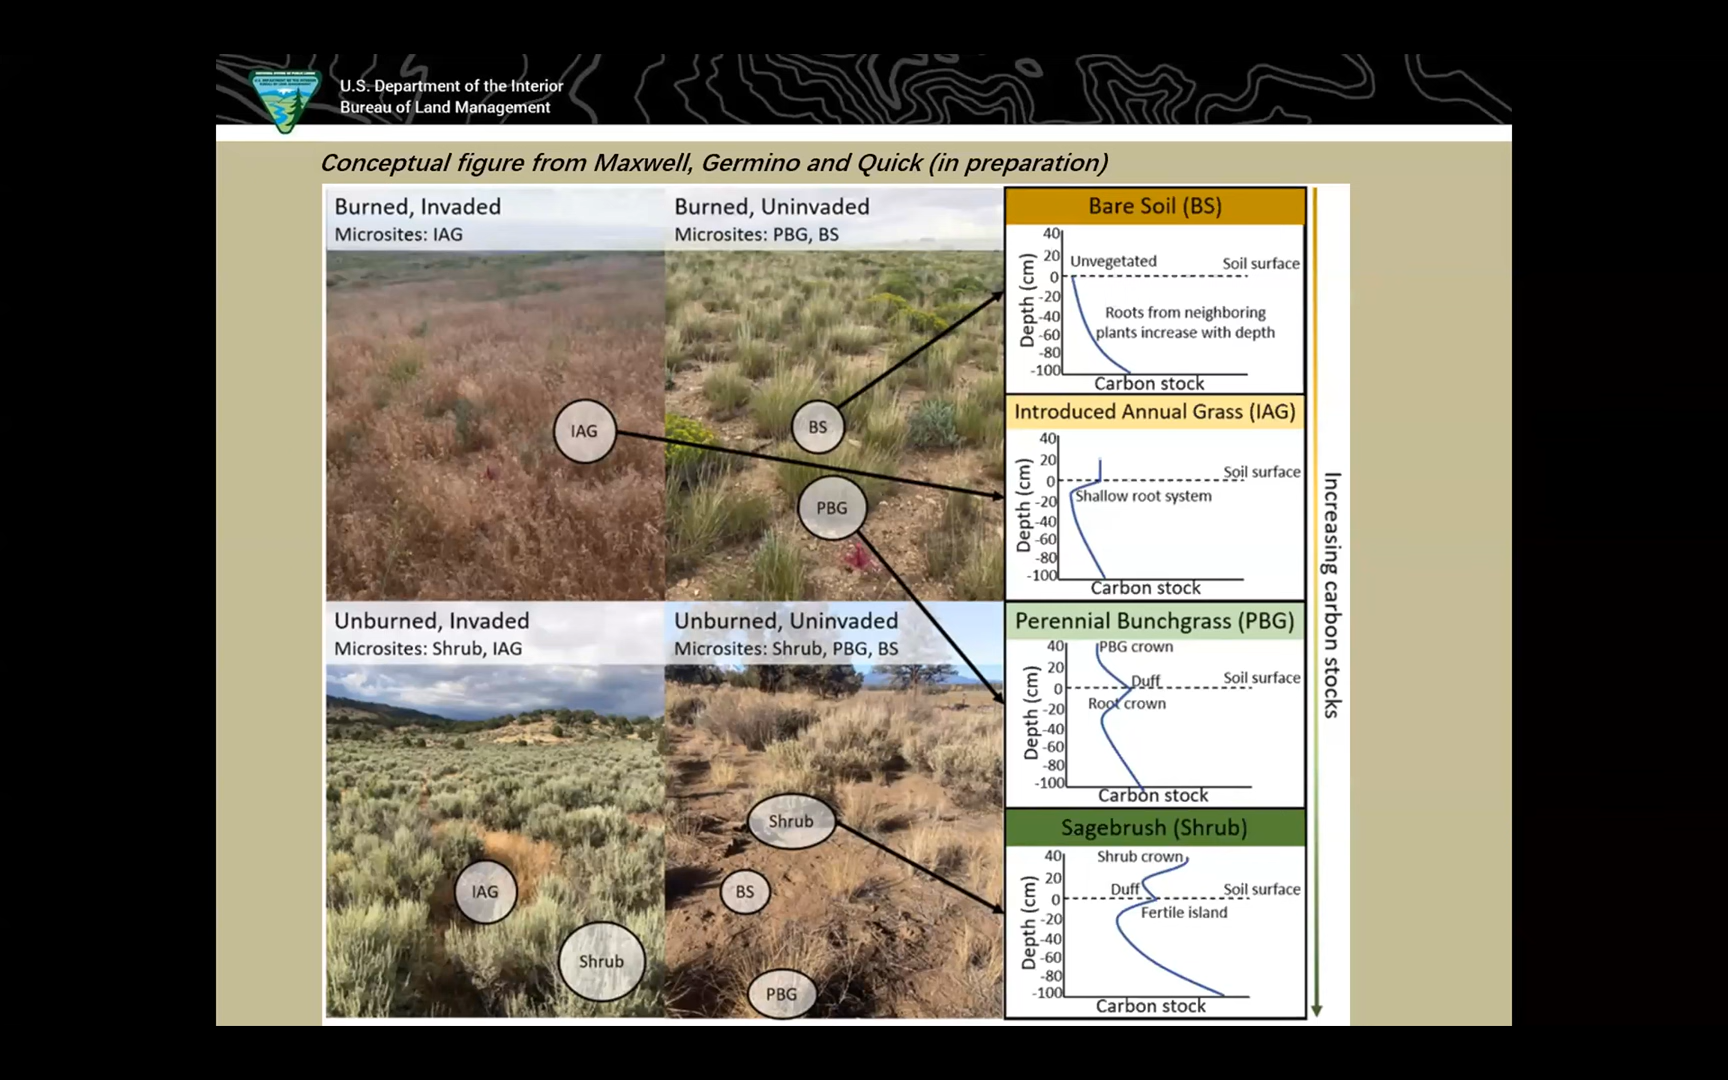 U.S. Department of the Interior
Bureau of Land Management
Conceptual figure from Maxwell, Germino and Quick (in preparation)
Burned, Invaded
Microsites: IAG
IAG
Burned, Uninvaded
Microsites: PBG, BS
BS
PBG
Unburned, Invaded
Microsites: Shrub, IAG
IAG
Shrub
Unburned, Uninvaded
Microsites: Shrub, PBG, BS
Shrub
BS
PBG
Bare Soil (BS)
40
20
0
-20
-40
-60
-80
-100
Depth (cm)
Unvegetated
Soil surface
Roots from neighboring
plants increase with depth
Carbon stock
Introduced Annual Grass (IAG)
40
20
0
-20
-40
-60
-80
-100
Depth (cm)
Soil surface
Shallow root system
Carbon stock
Perennial Bunchgrass (PBG)
40
20
0
-20
-40
-60
-80
-100
Depth (cm)
PBG crown
Duff
Soil surface
Root crown
Carbon stock
Sagebrush (Shrub)
40
20
0
-20
-40
-60
-80
-100
Depth (cm)
Shrub crown
Duff
Soil surface
Fertile island
Carbon stock
Increasing carbon stocks